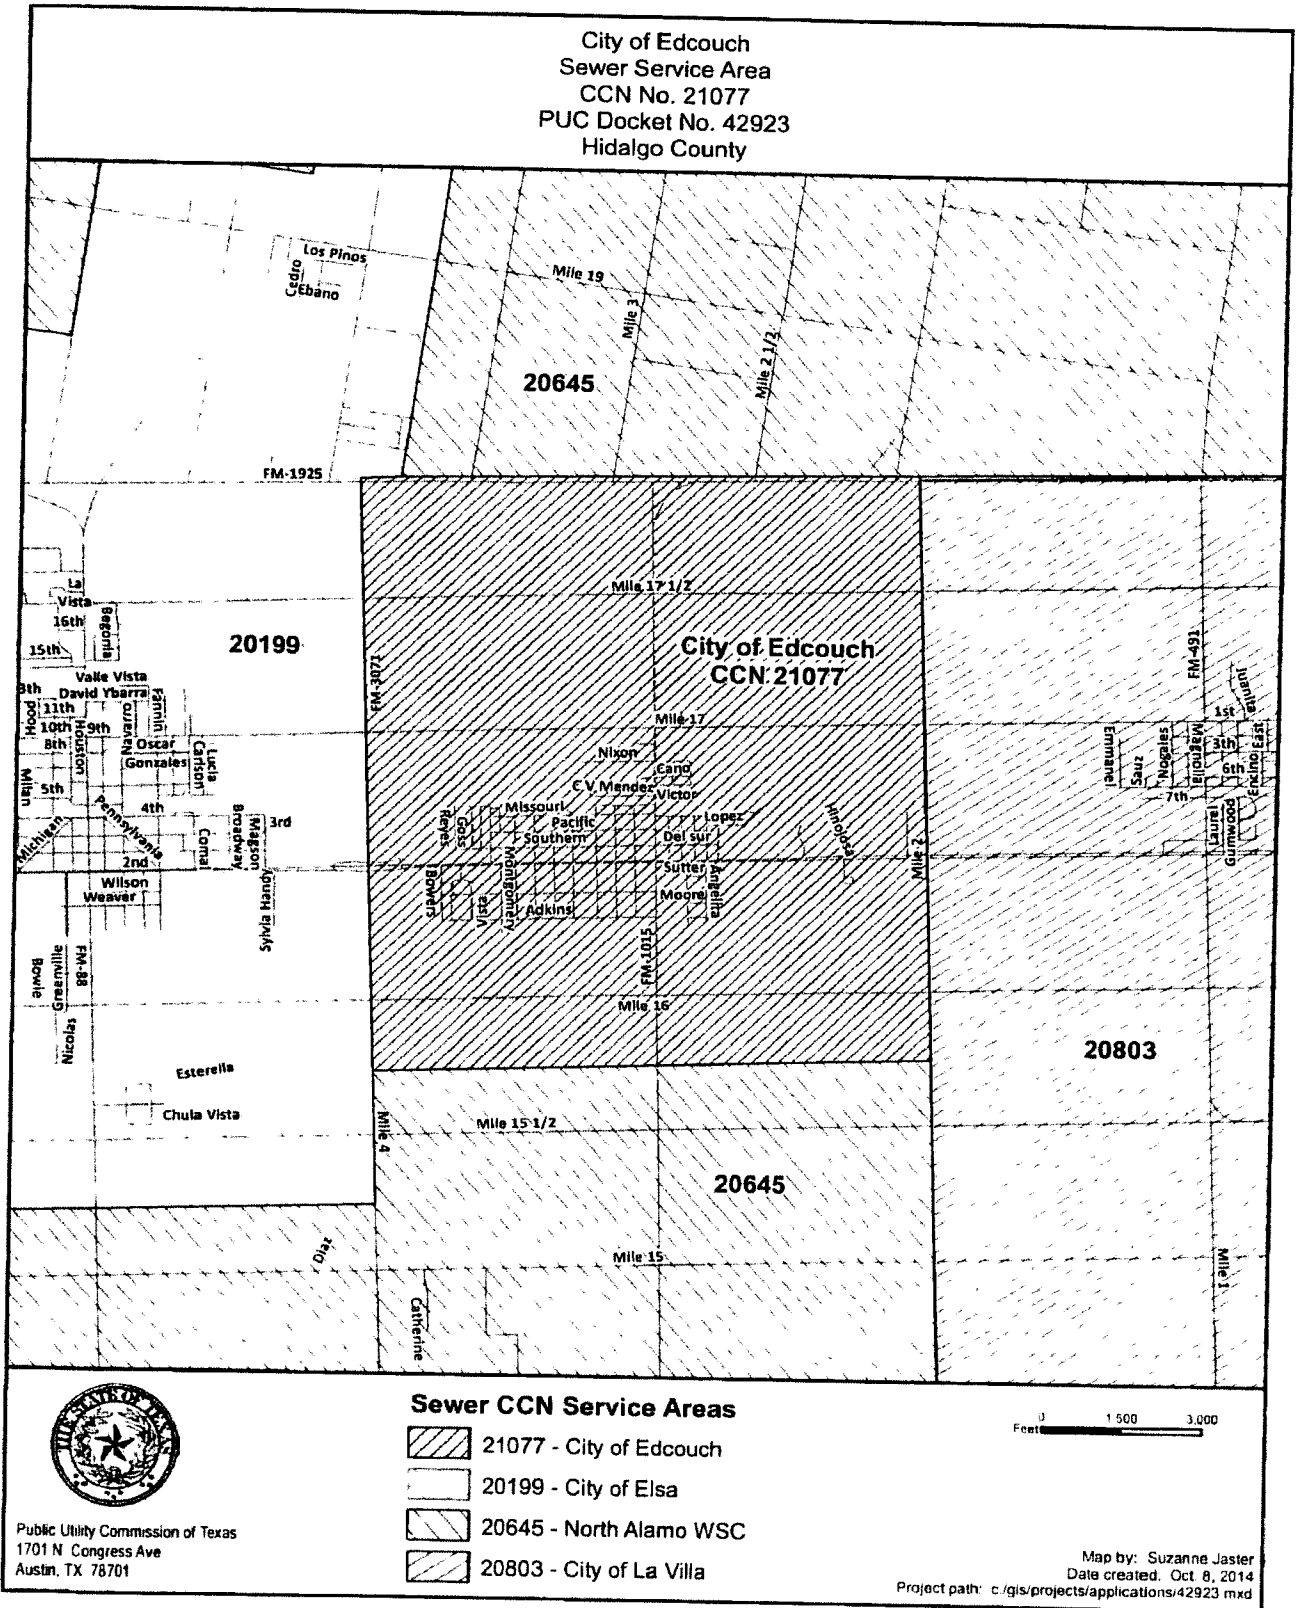 City of Edcouch
Sewer Service Area
CCN No. 21077
PUC Docket No. 42923
Hidalgo County
Los Pinos
Cedro
Ebano
Mile 19
Mile 3
Mile 2 1/2
20645
FM-1925
La
Vista
16th
Begonia
15th
20199
Mile 17 1/2
City of Edcouch
CCN 21077
FM-3071
FM-491
Juanita
Valle Vista
David Ybarra
Fannin
Hood
11th
10th
9th
Navarro
8th
Houston
Oscar
Gonzales
Carlson
Lucia
Milan
5th
Pennsylvania
4th
Michigan
2nd
Comal
Broadway
Magson
3rd
Wilson
Weaver
Sylvia Henry
Mile 17
Nixon
Cano
C V Mendez
Victor
Missouri
Pacific
Southern
Lopez
Del sur
Reyes
Goss
Hinojosa
Mile 2
Sutter
Moore
Angelita
Bowers
Vista
Montgomery
Adkins
FM-1015
Mile 16
1st
Emmanel
Sauz
Nogales
Magnolia
3th
East
6th
Encino
7th
Laurel
Gumwood
Bowie
Greenville
FM-88
Nicolas
Esterella
Chula Vista
20803
Mile 4
Mile 15 1/2
20645
Diaz
Mile 15
Catherine
Mile 1
THE STATE OF TEXAS
Public Utility Commission of Texas
1701 N Congress Ave
Austin, TX 78701
Sewer CCN Service Areas
21077 - City of Edcouch
20199 - City of Elsa
20645 - North Alamo WSC
20803 - City of La Villa
0 1 500 3,000
Feet
Map by: Suzanne Jaster
Date created: Oct. 8, 2014
Project path: c:/gis/projects/applications/42923 mxd